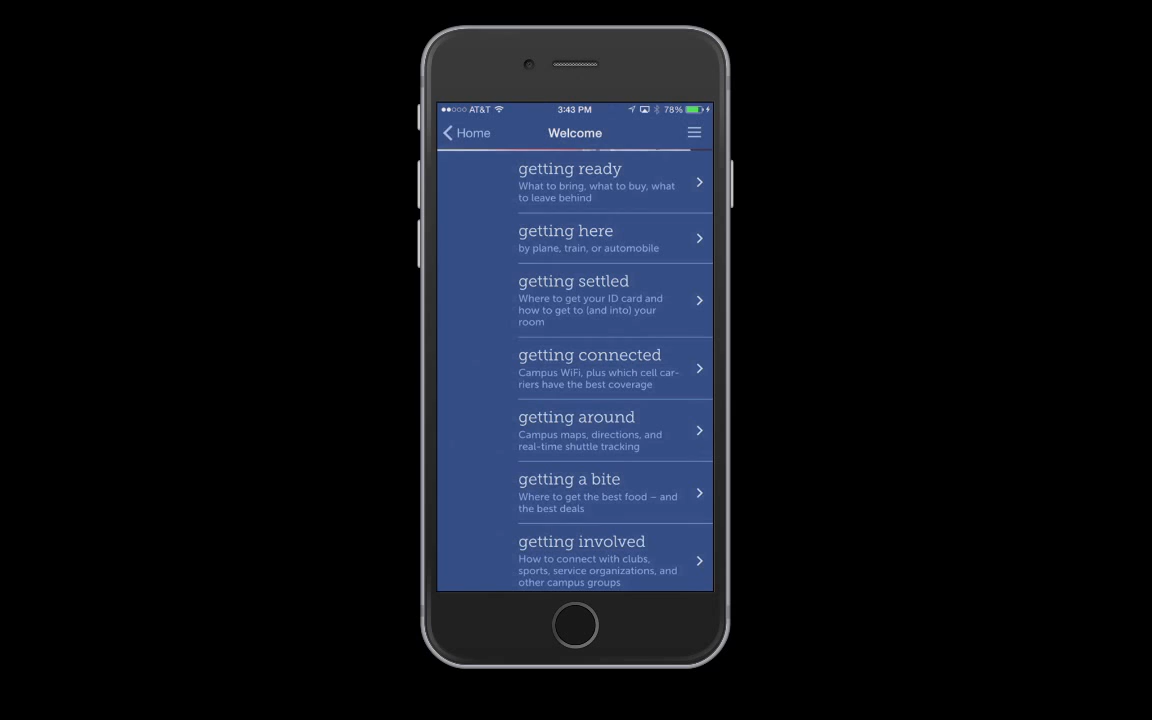 AT&T 3:43 PM 78%
Home Welcome
getting ready
What to bring, what to buy, what
to leave behind
getting here
by plane, train, or automobile
getting settled
Where to get your ID card and
how to get to (and into) your
room
getting connected
Campus WiFi, plus which cell car-
riers have the best coverage
getting around
Campus maps, directions, and
real-time shuttle tracking
getting a bite
Where to get the best food – and
the best deals
getting involved
How to connect with clubs,
sports, service organizations, and
other campus groups